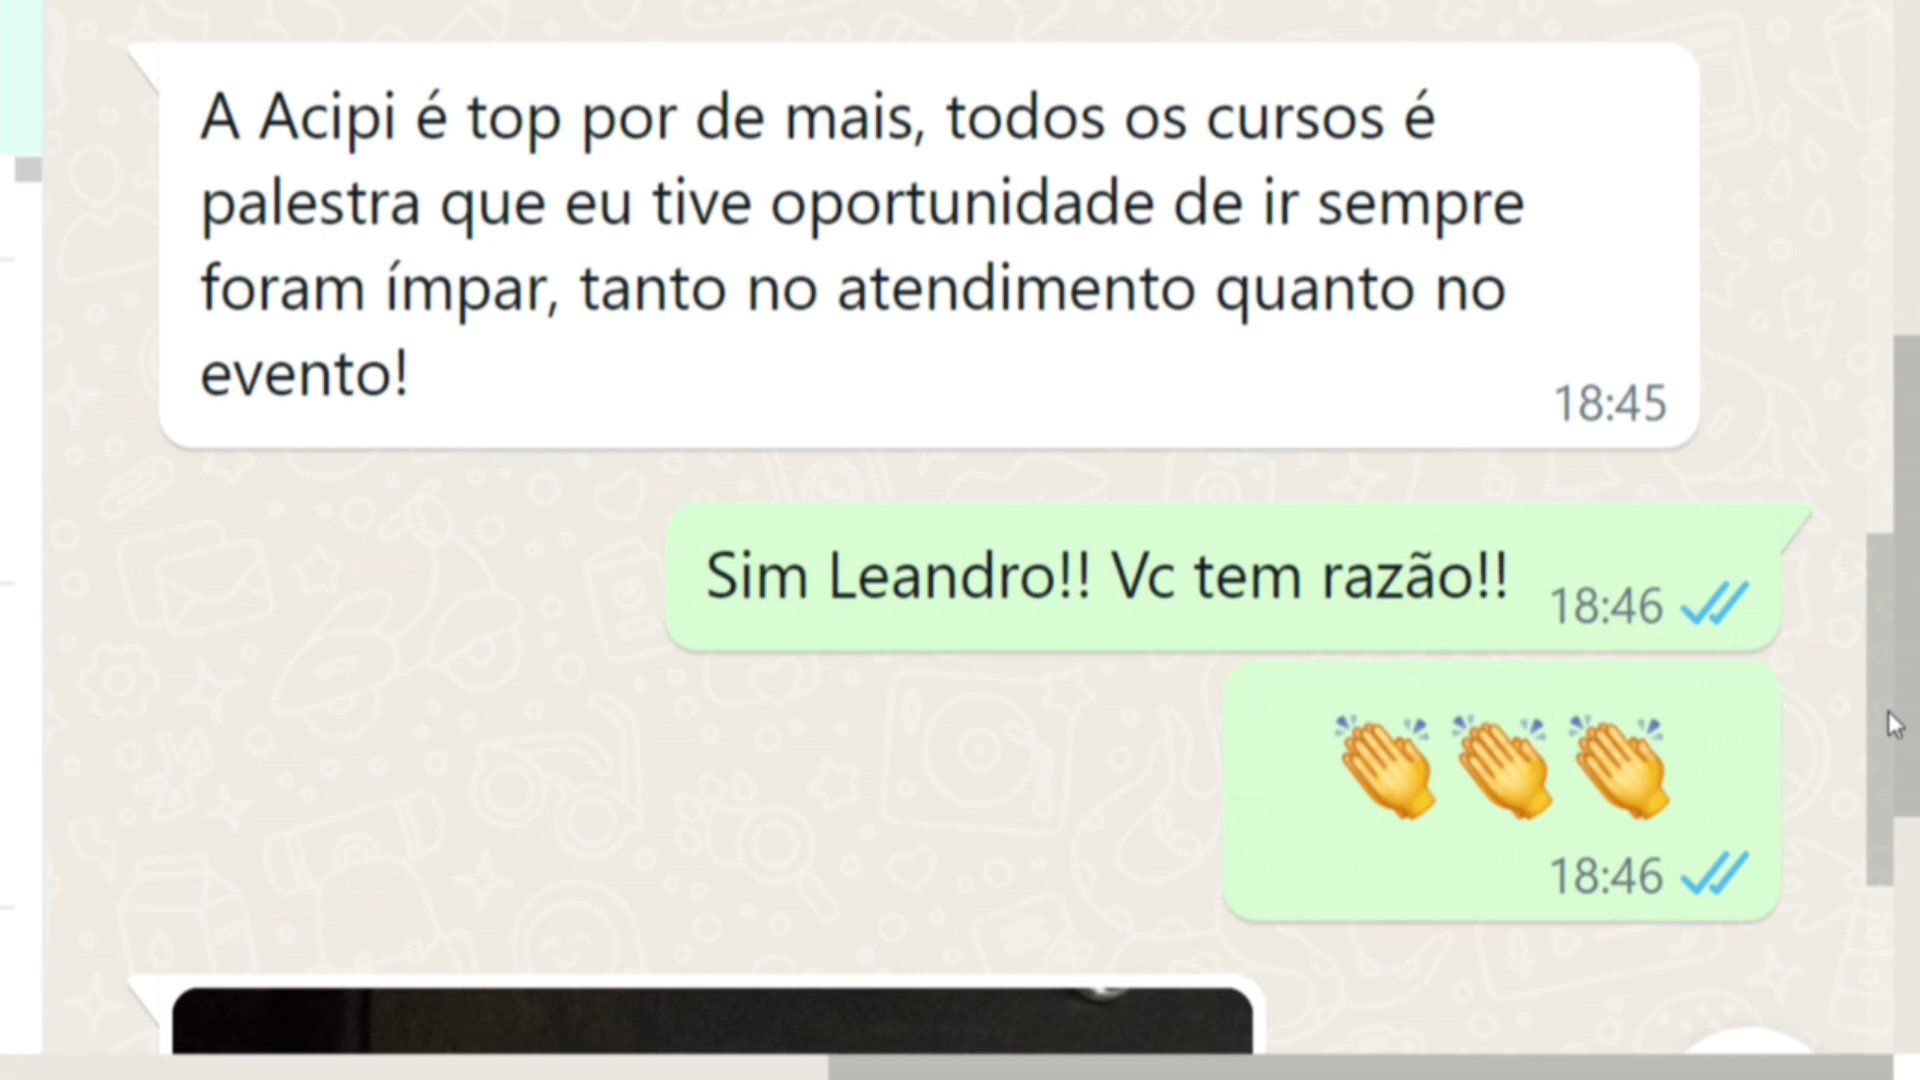 A Acipi é top por de mais, todos os cursos é
palestra que eu tive oportunidade de ir sempre
foram ímpar, tanto no atendimento quanto no
evento!
18:45
Sim Leandro!! Vc tem razão!! 18:46
👏👏👏
18:46